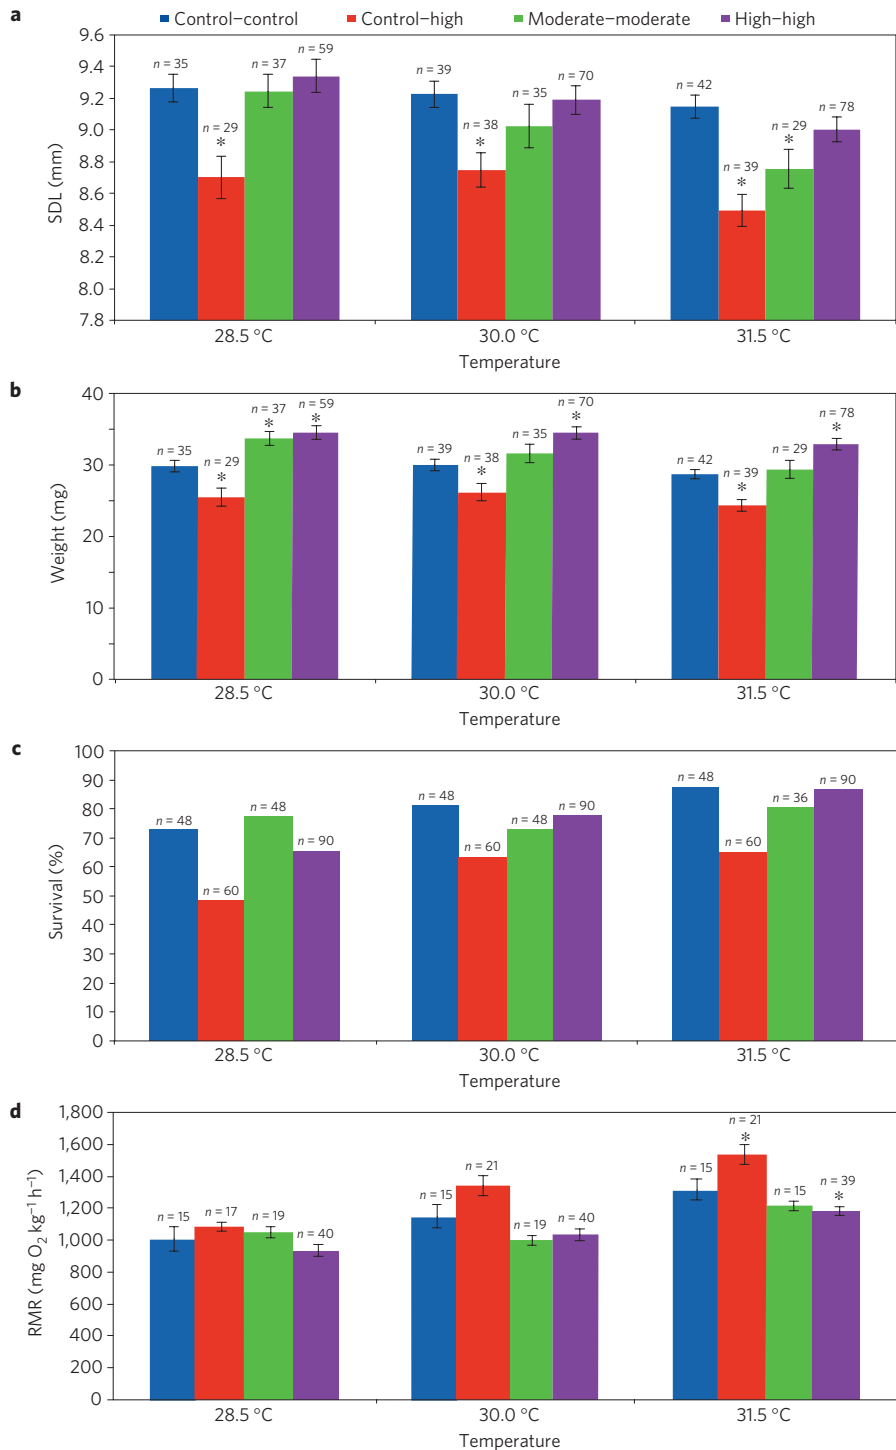 a
Control–control Control–high Moderate–moderate High–high
9.6
9.4
9.2
9.0
8.8
8.6
8.4
8.2
8.0
7.8
SDL (mm)
n = 35
n = 29
*
n = 37
n = 59
n = 39
n = 38
*
n = 35
n = 70
n = 42
n = 39
*
n = 29
*
n = 78
28.5 °C 30.0 °C 31.5 °C
Temperature
b
40
30
20
10
0
Weight (mg)
n = 35
n = 29
*
n = 37
*
n = 59
*
n = 39
n = 38
*
n = 35
n = 70
*
n = 42
n = 39
*
n = 29
n = 78
*
28.5 °C 30.0 °C 31.5 °C
Temperature
c
100
90
80
70
60
50
40
30
20
10
0
Survival (%)
n = 48
n = 60
n = 48
n = 90
n = 48
n = 60
n = 48
n = 90
n = 48
n = 60
n = 36
n = 90
28.5 °C 30.0 °C 31.5 °C
Temperature
d
1,800
1,600
1,400
1,200
1,000
800
600
400
200
0
RMR (mg O₂ kg⁻¹ h⁻¹)
n = 15
n = 17
n = 19
n = 40
n = 15
n = 21
n = 19
n = 40
n = 15
n = 21
*
n = 15
n = 39
*
28.5 °C 30.0 °C 31.5 °C
Temperature